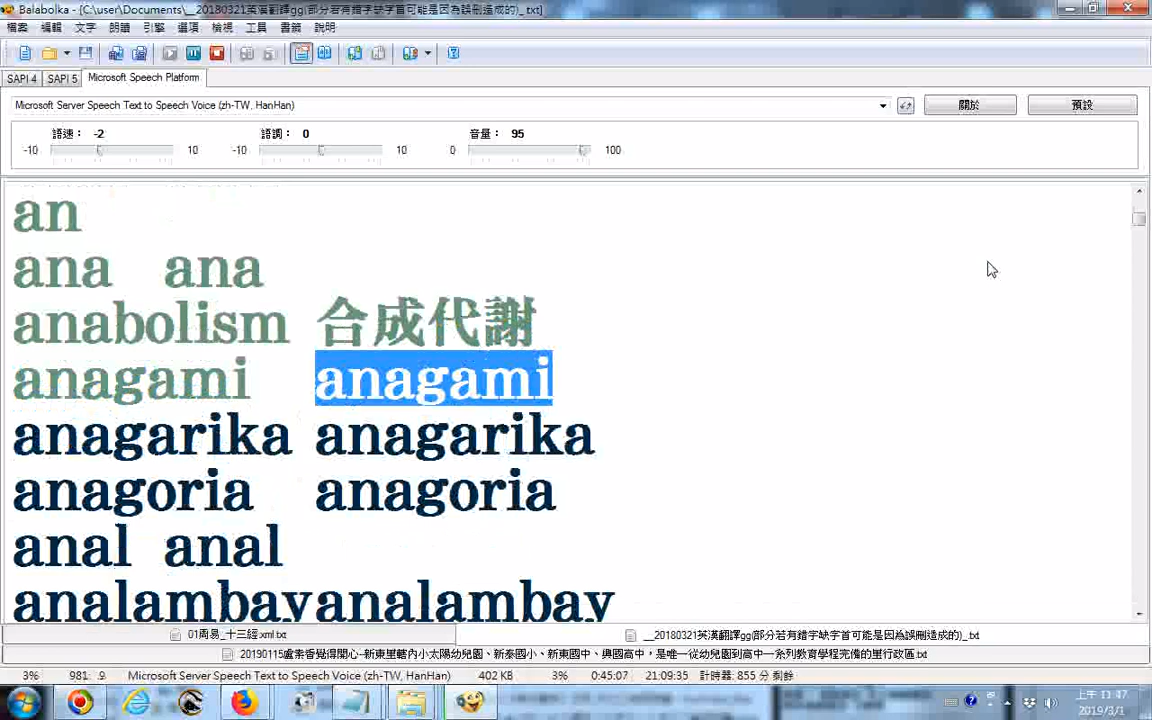 Balabolka - [C:\user\Documents\__20180321英漢翻譯gg(部分若有錯字缺字首可能是因為誤刪造成的)_.txt]
檔案 編輯 文字 朗讀 引擎 選項 檢視 工具 書籤 說明
SAPI 4 SAPI 5 Microsoft Speech Platform
Microsoft Server Speech Text to Speech Voice (zh-TW, HanHan) 關於 預設
語速： -2 語調： 0 音量： 95
-10 10 -10 10 0 100
an
ana ana
anabolism 合成代謝
anagami anagami
anagarika anagarika
anagoria anagoria
anal anal
analambay analambay
01周易_十三經.xml.txt __20180321英漢翻譯gg(部分若有錯字缺字首可能是因為誤刪造成的)_.txt
20190115盧素香覺得開心-新東里轄內小太陽幼兒園、新泰國小、新東國中、興國高中，是唯一從幼兒園到高中一系列教育學程完備的里行政區.txt
3% 981: 9 Microsoft Server Speech Text to Speech Voice (zh-TW, HanHan) 402 KB 3% 0:45:07 21:09:35 計時器: 855 分 剩餘
上午 11:47
2019/3/1